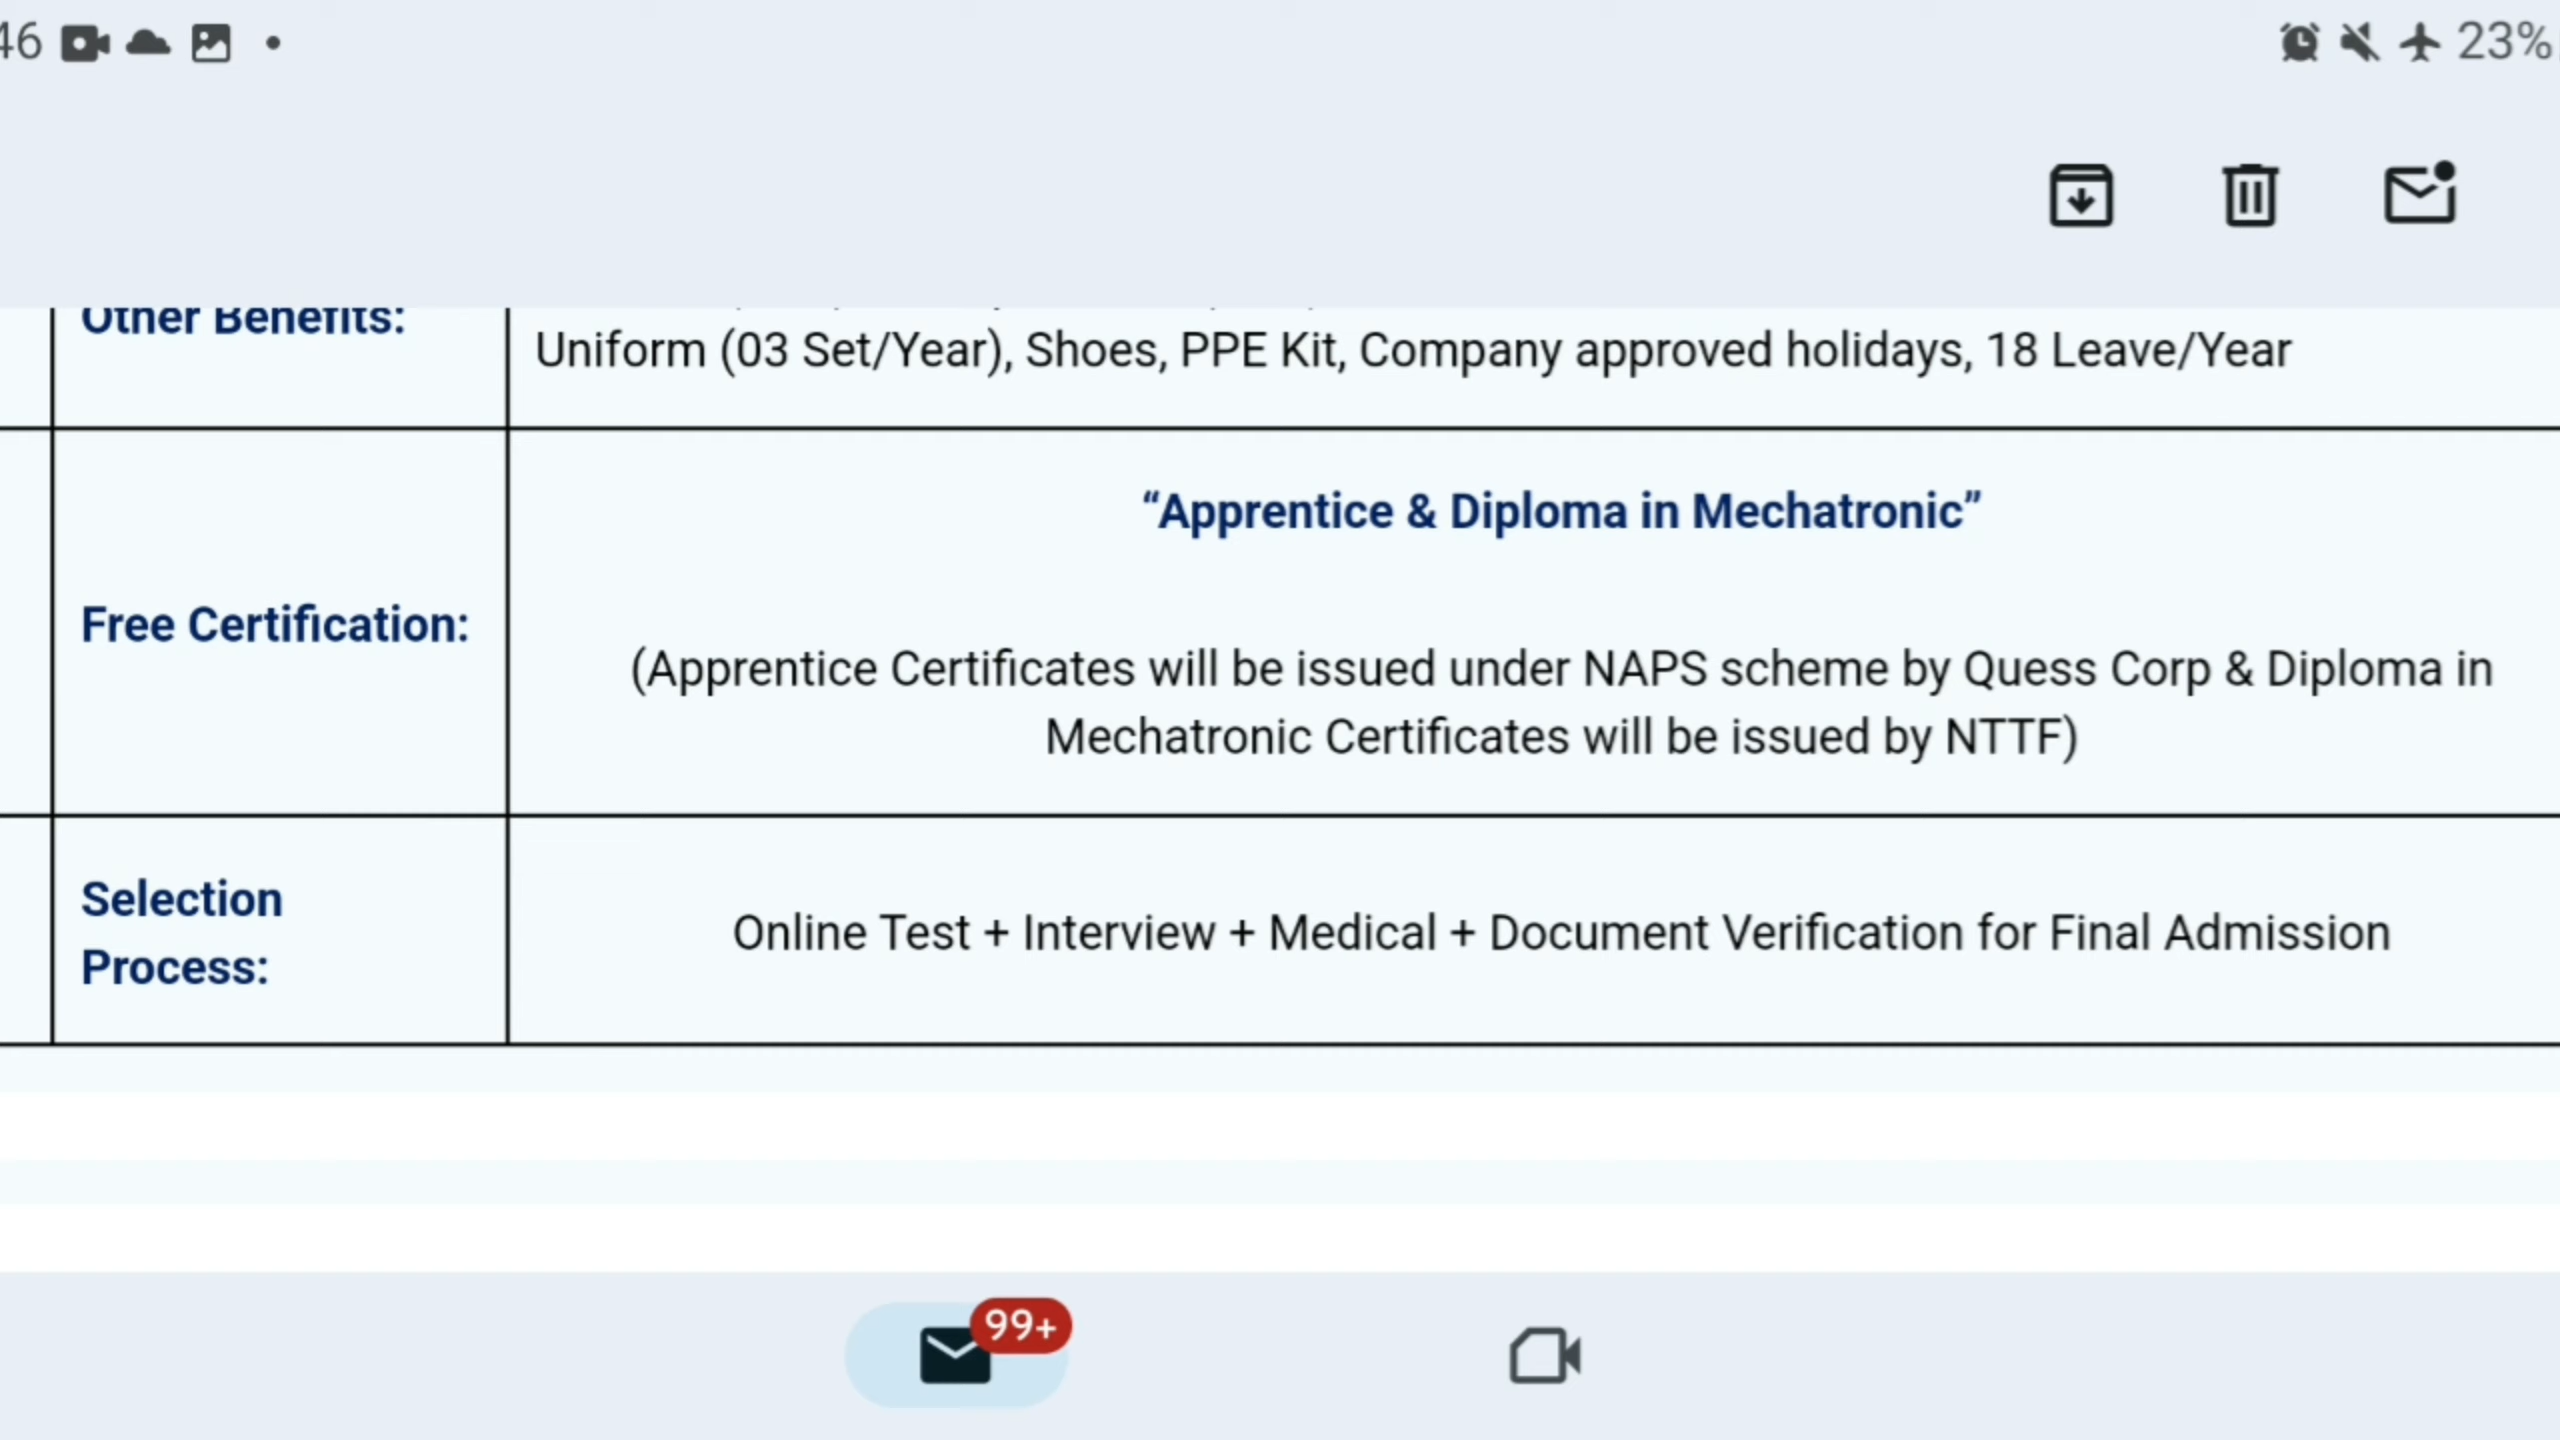 46
23%
Other Benefits:
Uniform (03 Set/Year), Shoes, PPE Kit, Company approved holidays, 18 Leave/Year
“Apprentice & Diploma in Mechatronic”
Free Certification:
(Apprentice Certificates will be issued under NAPS scheme by Quess Corp & Diploma in
Mechatronic Certificates will be issued by NTTF)
Selection
Process:
Online Test + Interview + Medical + Document Verification for Final Admission
99+